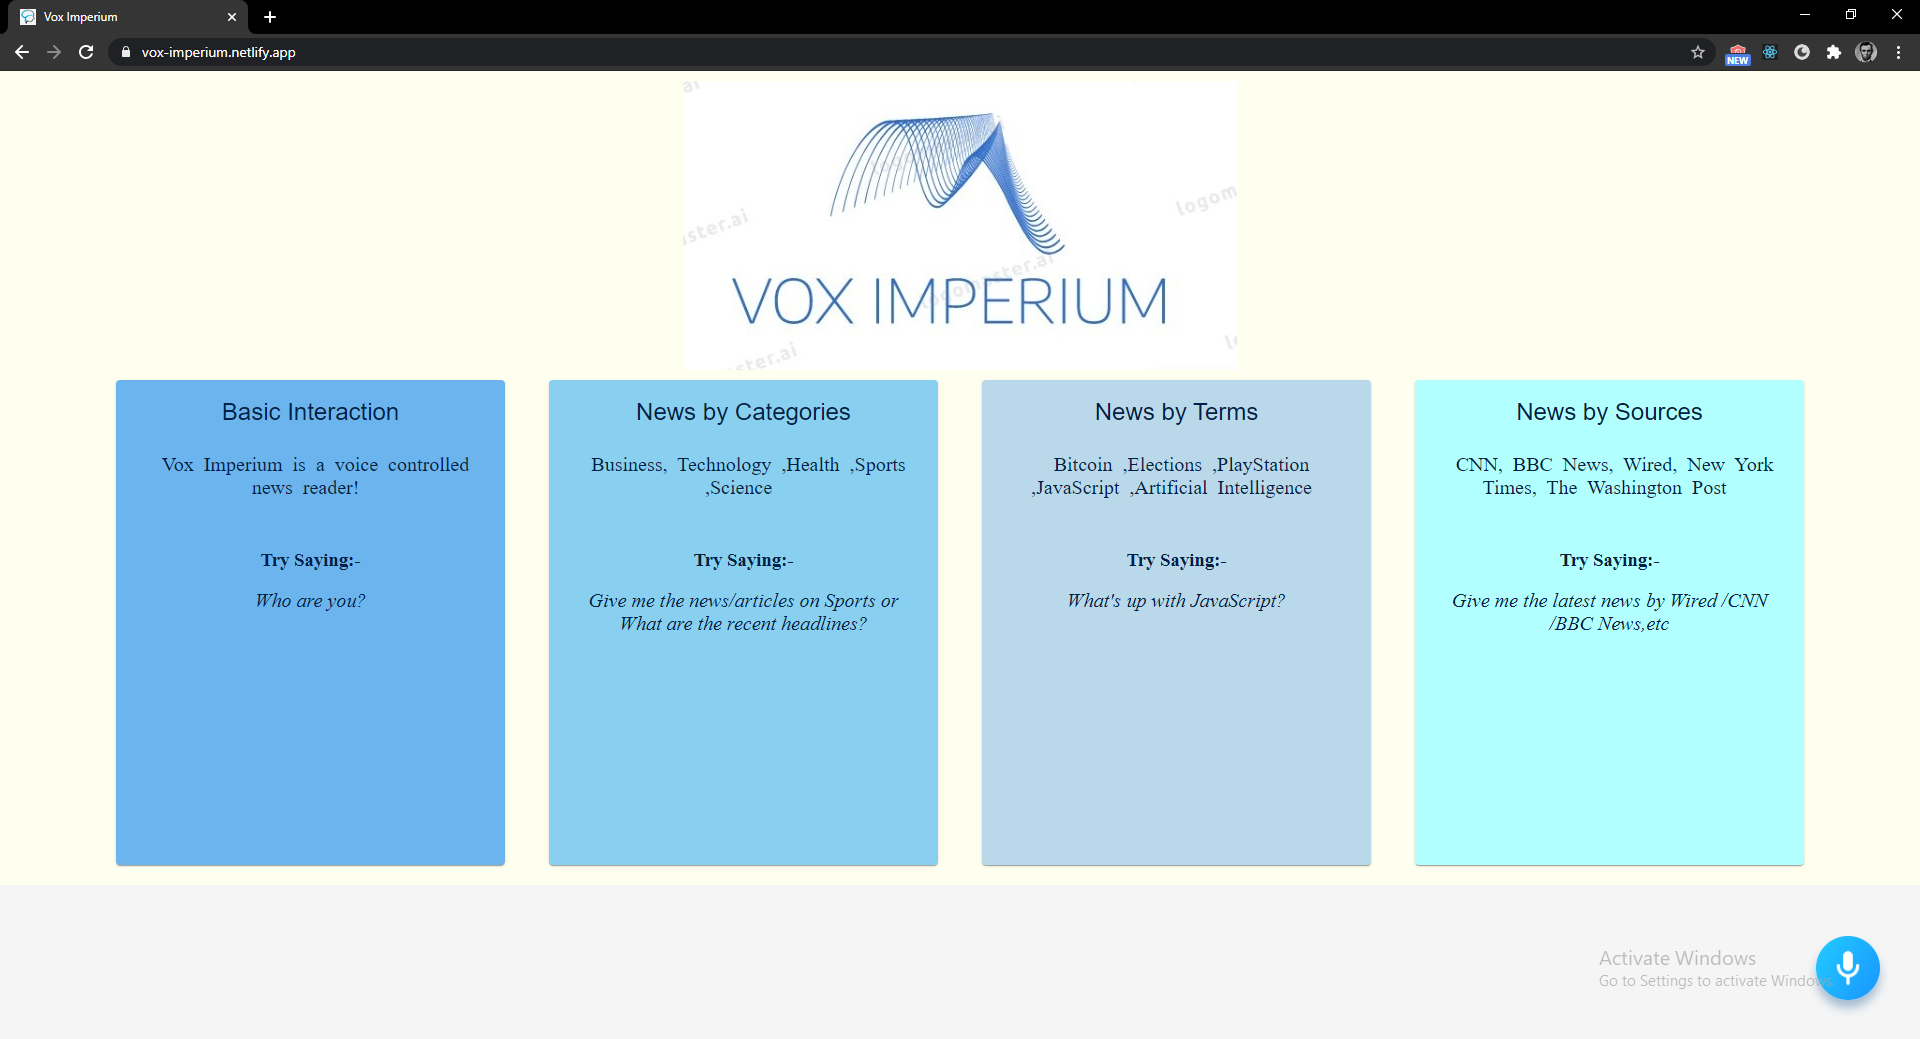 Vox Imperium
vox-imperium.netlify.app
NEW
ai
logom
ster.ai
logomaster.ai
VOX IMPERIUM
ster.ai
Basic Interaction
Vox Imperium is a voice controlled
news reader!
Try Saying:-
Who are you?
News by Categories
Business, Technology ,Health ,Sports
,Science
Try Saying:-
Give me the news/articles on Sports or
What are the recent headlines?
News by Terms
Bitcoin ,Elections ,PlayStation
,JavaScript ,Artificial Intelligence
Try Saying:-
What's up with JavaScript?
News by Sources
CNN, BBC News, Wired, New York
Times, The Washington Post
Try Saying:-
Give me the latest news by Wired /CNN
/BBC News,etc
Activate Windows
Go to Settings to activate Windows.